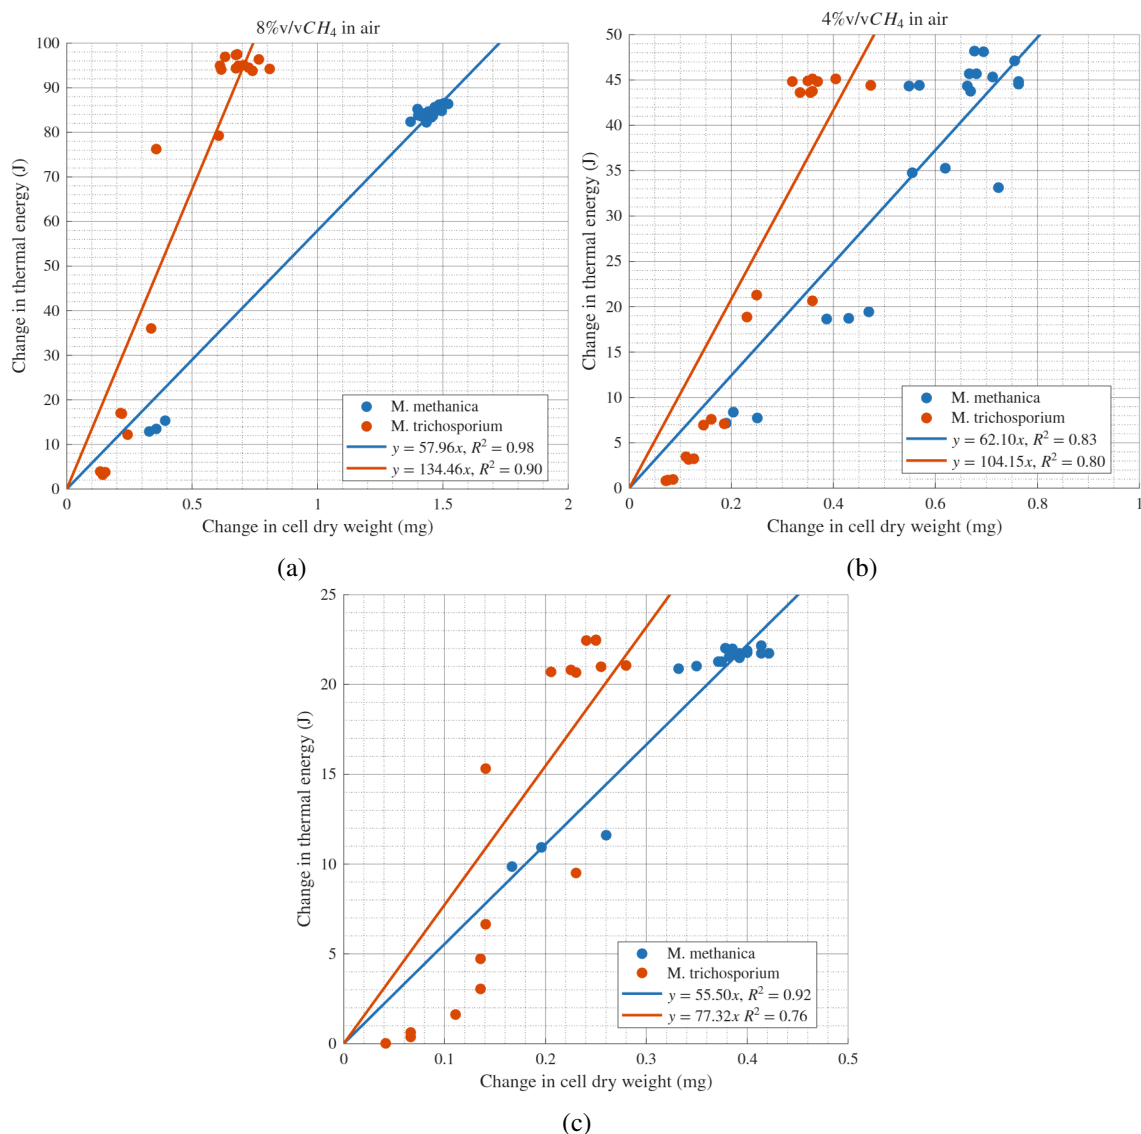 8%v/vCH4 in air
100
90
80
70
60
50
40
30
20
10
0
Change in thermal energy (J)
M. methanica
M. trichosporium
y = 57.96x, R² = 0.98
y = 134.46x, R² = 0.90
0 0.5 1 1.5 2
Change in cell dry weight (mg)
(a)
4%v/vCH4 in air
50
45
40
35
30
25
20
15
10
5
0
Change in thermal energy (J)
M. methanica
M. trichosporium
y = 62.10x, R² = 0.83
y = 104.15x, R² = 0.80
0 0.2 0.4 0.6 0.8 1
Change in cell dry weight (mg)
(b)
25
20
15
10
5
0
Change in thermal energy (J)
M. methanica
M. trichosporium
y = 55.50x, R² = 0.92
y = 77.32x R² = 0.76
0 0.1 0.2 0.3 0.4 0.5
Change in cell dry weight (mg)
(c)